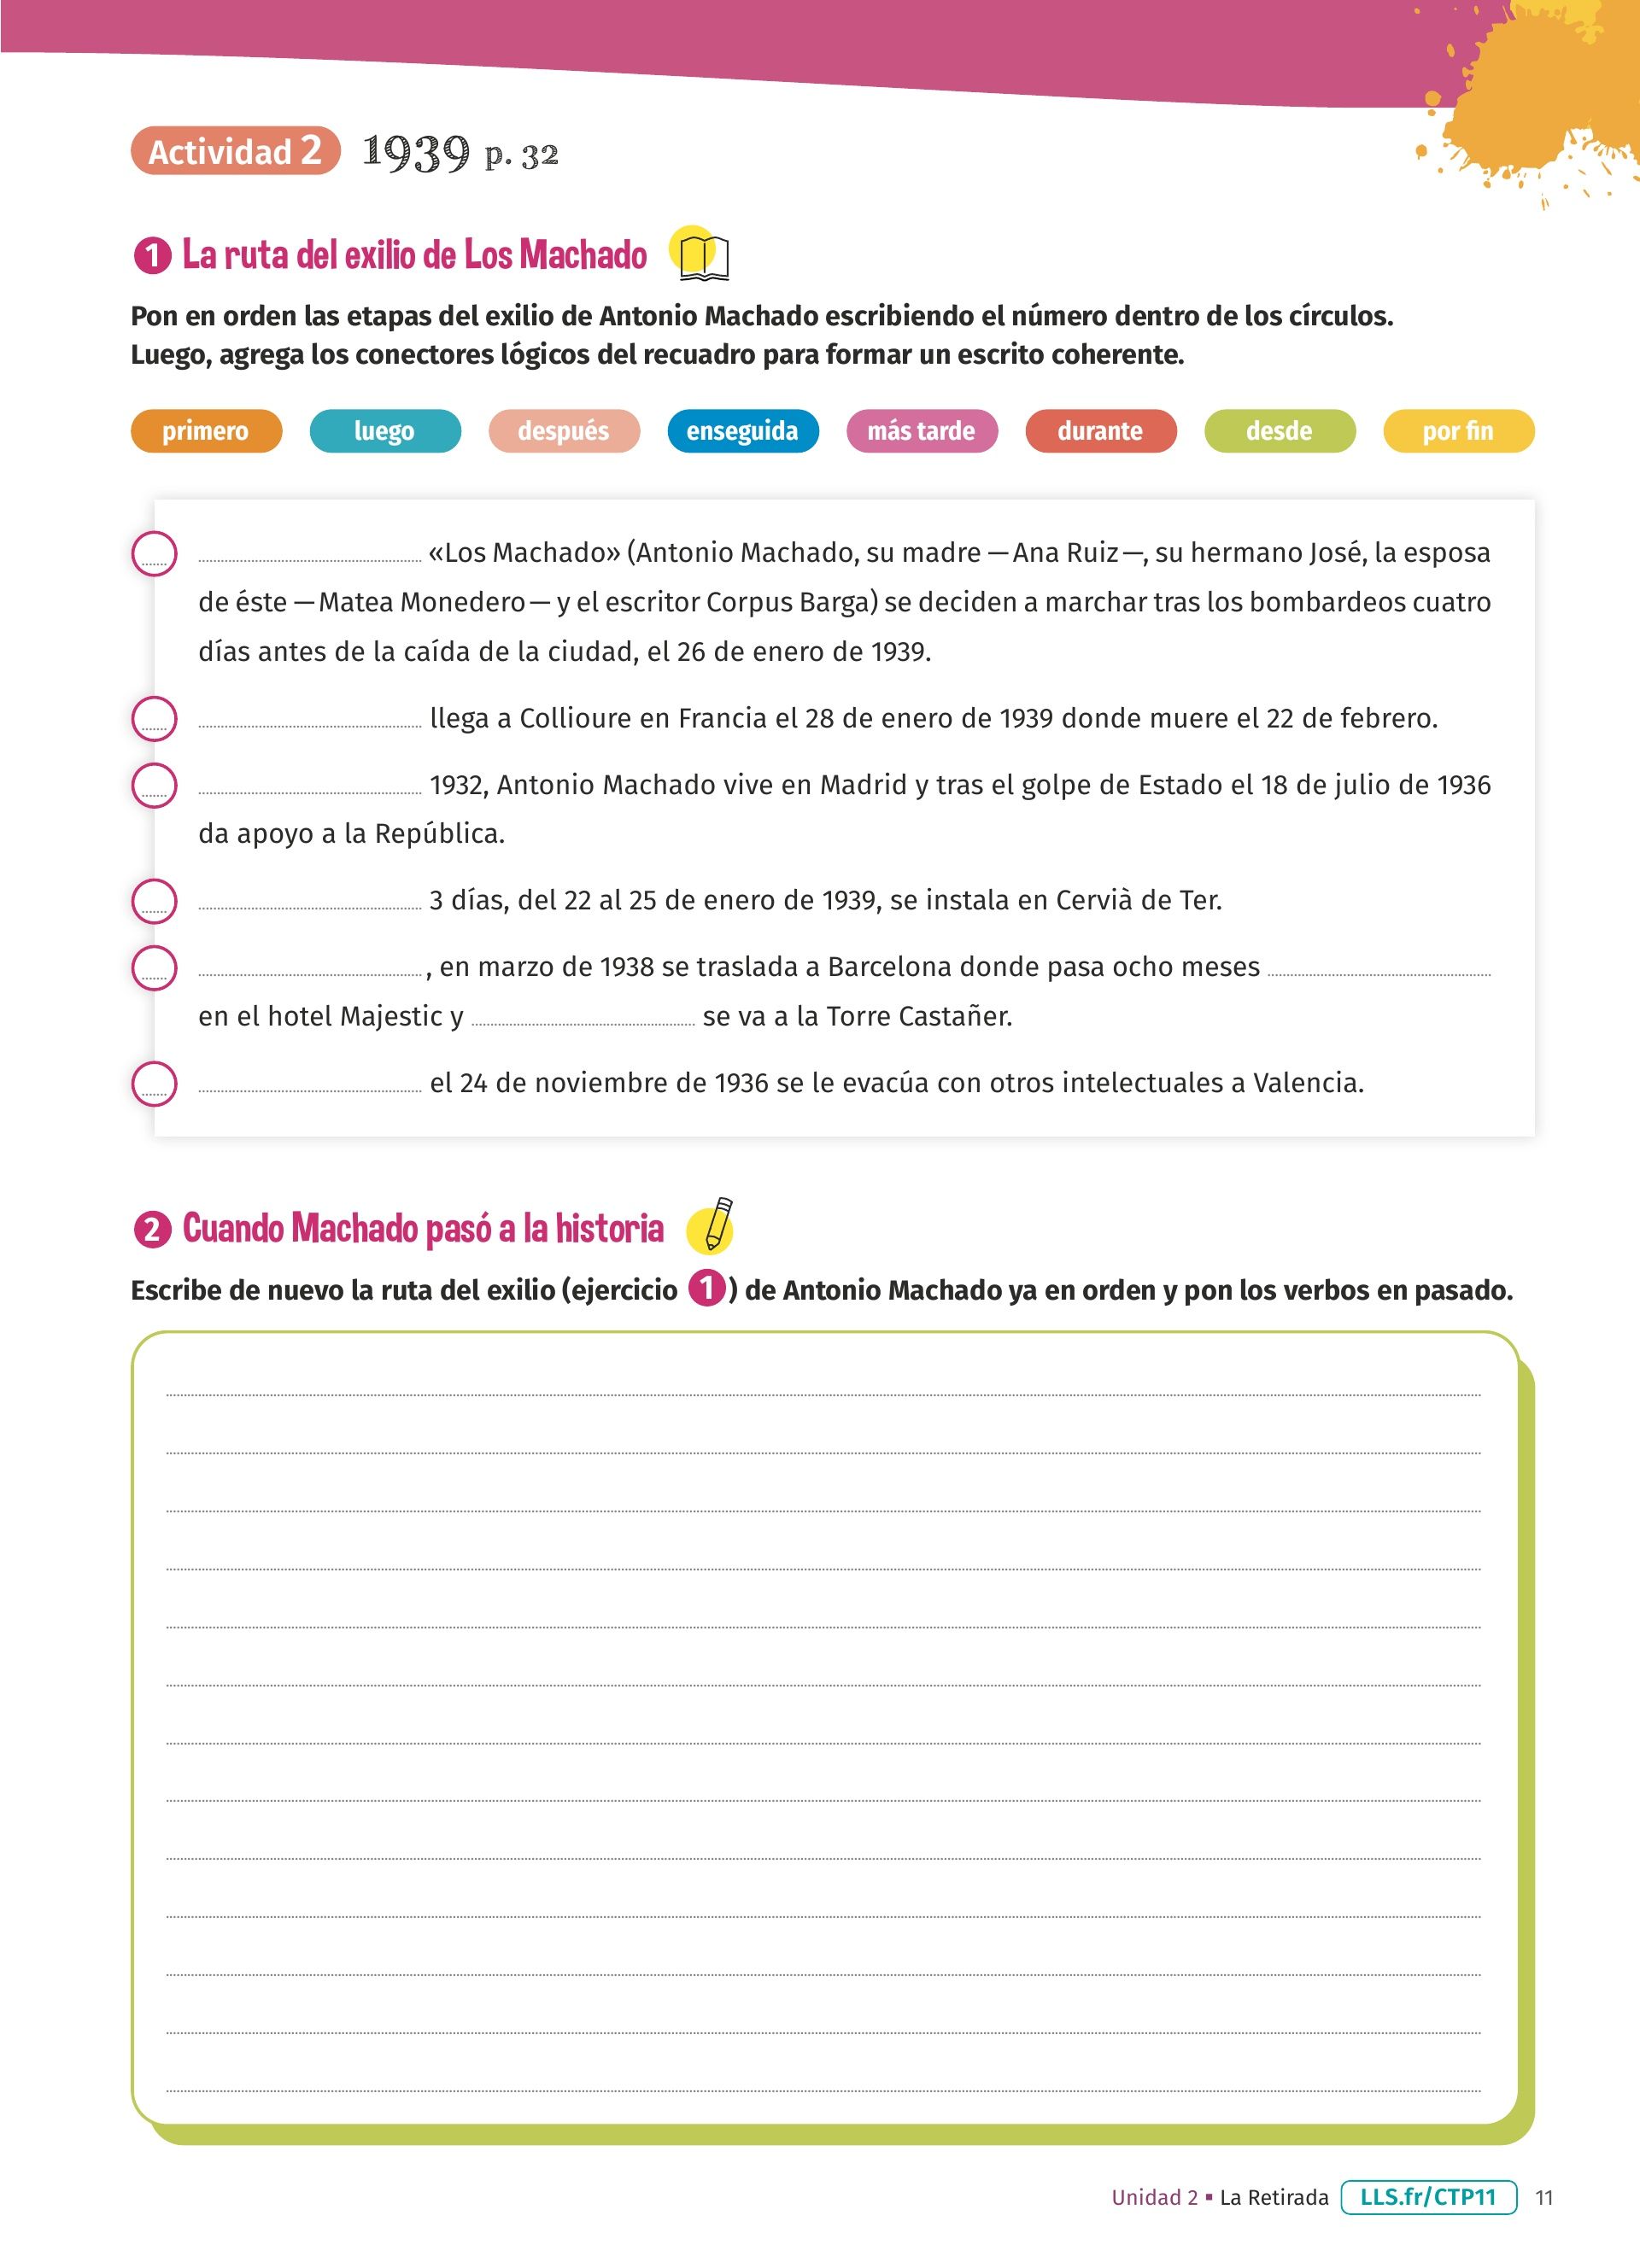 Actividad 2 1939 p. 32
1 La ruta del exilio de Los Machado
Pon en orden las etapas del exilio de Antonio Machado escribiendo el número dentro de los círculos.
Luego, agrega los conectores lógicos del recuadro para formar un escrito coherente.
primero luego después enseguida más tarde durante desde por fin
«Los Machado» (Antonio Machado, su madre —Ana Ruiz—, su hermano José, la esposa
de éste —Matea Monedero— y el escritor Corpus Barga) se deciden a marchar tras los bombardeos cuatro
días antes de la caída de la ciudad, el 26 de enero de 1939.
llega a Collioure en Francia el 28 de enero de 1939 donde muere el 22 de febrero.
1932, Antonio Machado vive en Madrid y tras el golpe de Estado el 18 de julio de 1936
da apoyo a la República.
3 días, del 22 al 25 de enero de 1939, se instala en Cervià de Ter.
, en marzo de 1938 se traslada a Barcelona donde pasa ocho meses
en el hotel Majestic y se va a la Torre Castañer.
el 24 de noviembre de 1936 se le evacúa con otros intelectuales a Valencia.
2 Cuando Machado pasó a la historia
Escribe de nuevo la ruta del exilio (ejercicio 1) de Antonio Machado ya en orden y pon los verbos en pasado.
Unidad 2 ▪ La Retirada LLS.fr/CTP11 11